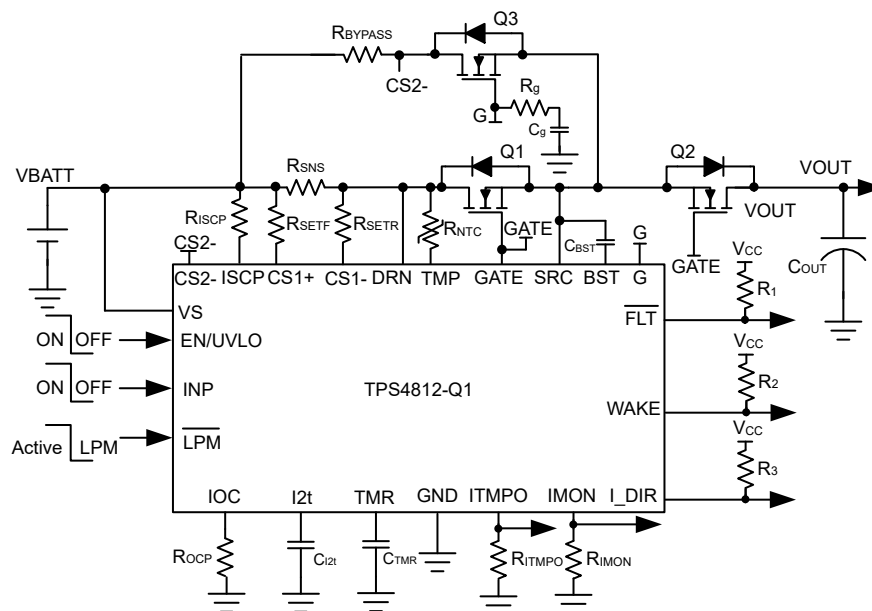 Q3
RBYPASS
CS2-
Rg
G
Cg
Q1
Q2
VBATT
RSNS
VOUT
RISCP
RSETF
RSETR
RNTC
GATE
CBST
G
VOUT
GATE
COUT
CS2-
CS2- ISCP CS1+ CS1- DRN TMP GATE SRC BST G
VCC
R1
VS
FLT
ON OFF
EN/UVLO
VCC
R2
ON OFF
INP
TPS4812-Q1
WAKE
VCC
R3
Active LPM
LPM
IOC I2t TMR GND ITMPO IMON I_DIR
ROCP
CI2t
CTMR
RITMPO
RIMON